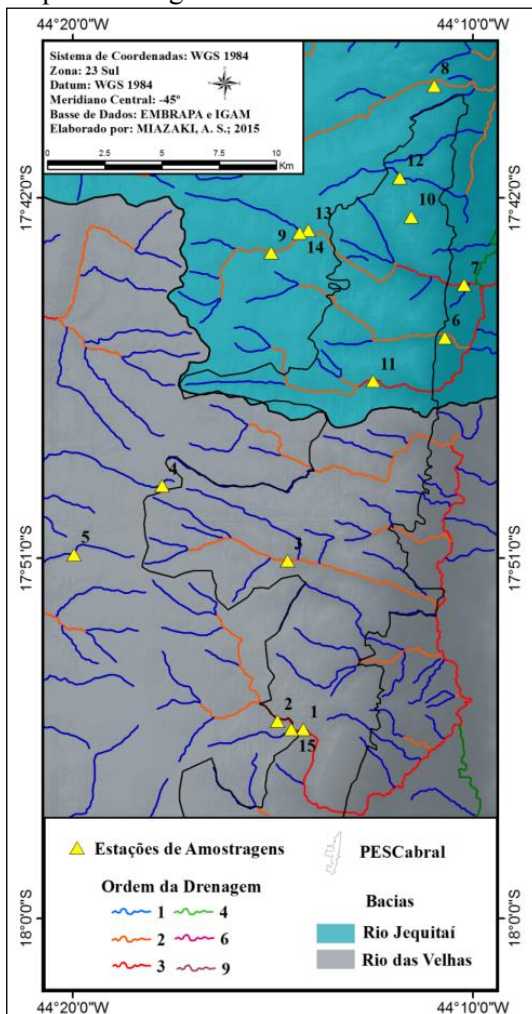 44°20'0"W
44°10'0"W
Sistema de Coordenadas: WGS 1984
Zona: 23 Sul
Datum: WGS 1984
Meridiano Central: -45º
Basse de Dados: EMBRAPA e IGAM
Elaborado por: MIAZAKI, A. S.; 2015
0 2 4 6 8 10
Km
8
12
10
17°42'0"S
17°42'0"S
13
9
14
7
6
11
4
5
3
17°51'0"S
17°51'0"S
2
1
15
Estações de Amostragens
PESCabral
Ordem da Drenagem
Bacias
1
4
2
6
3
9
Rio Jequitaí
Rio das Velhas
18°0'0"S
18°0'0"S
44°20'0"W
44°10'0"W